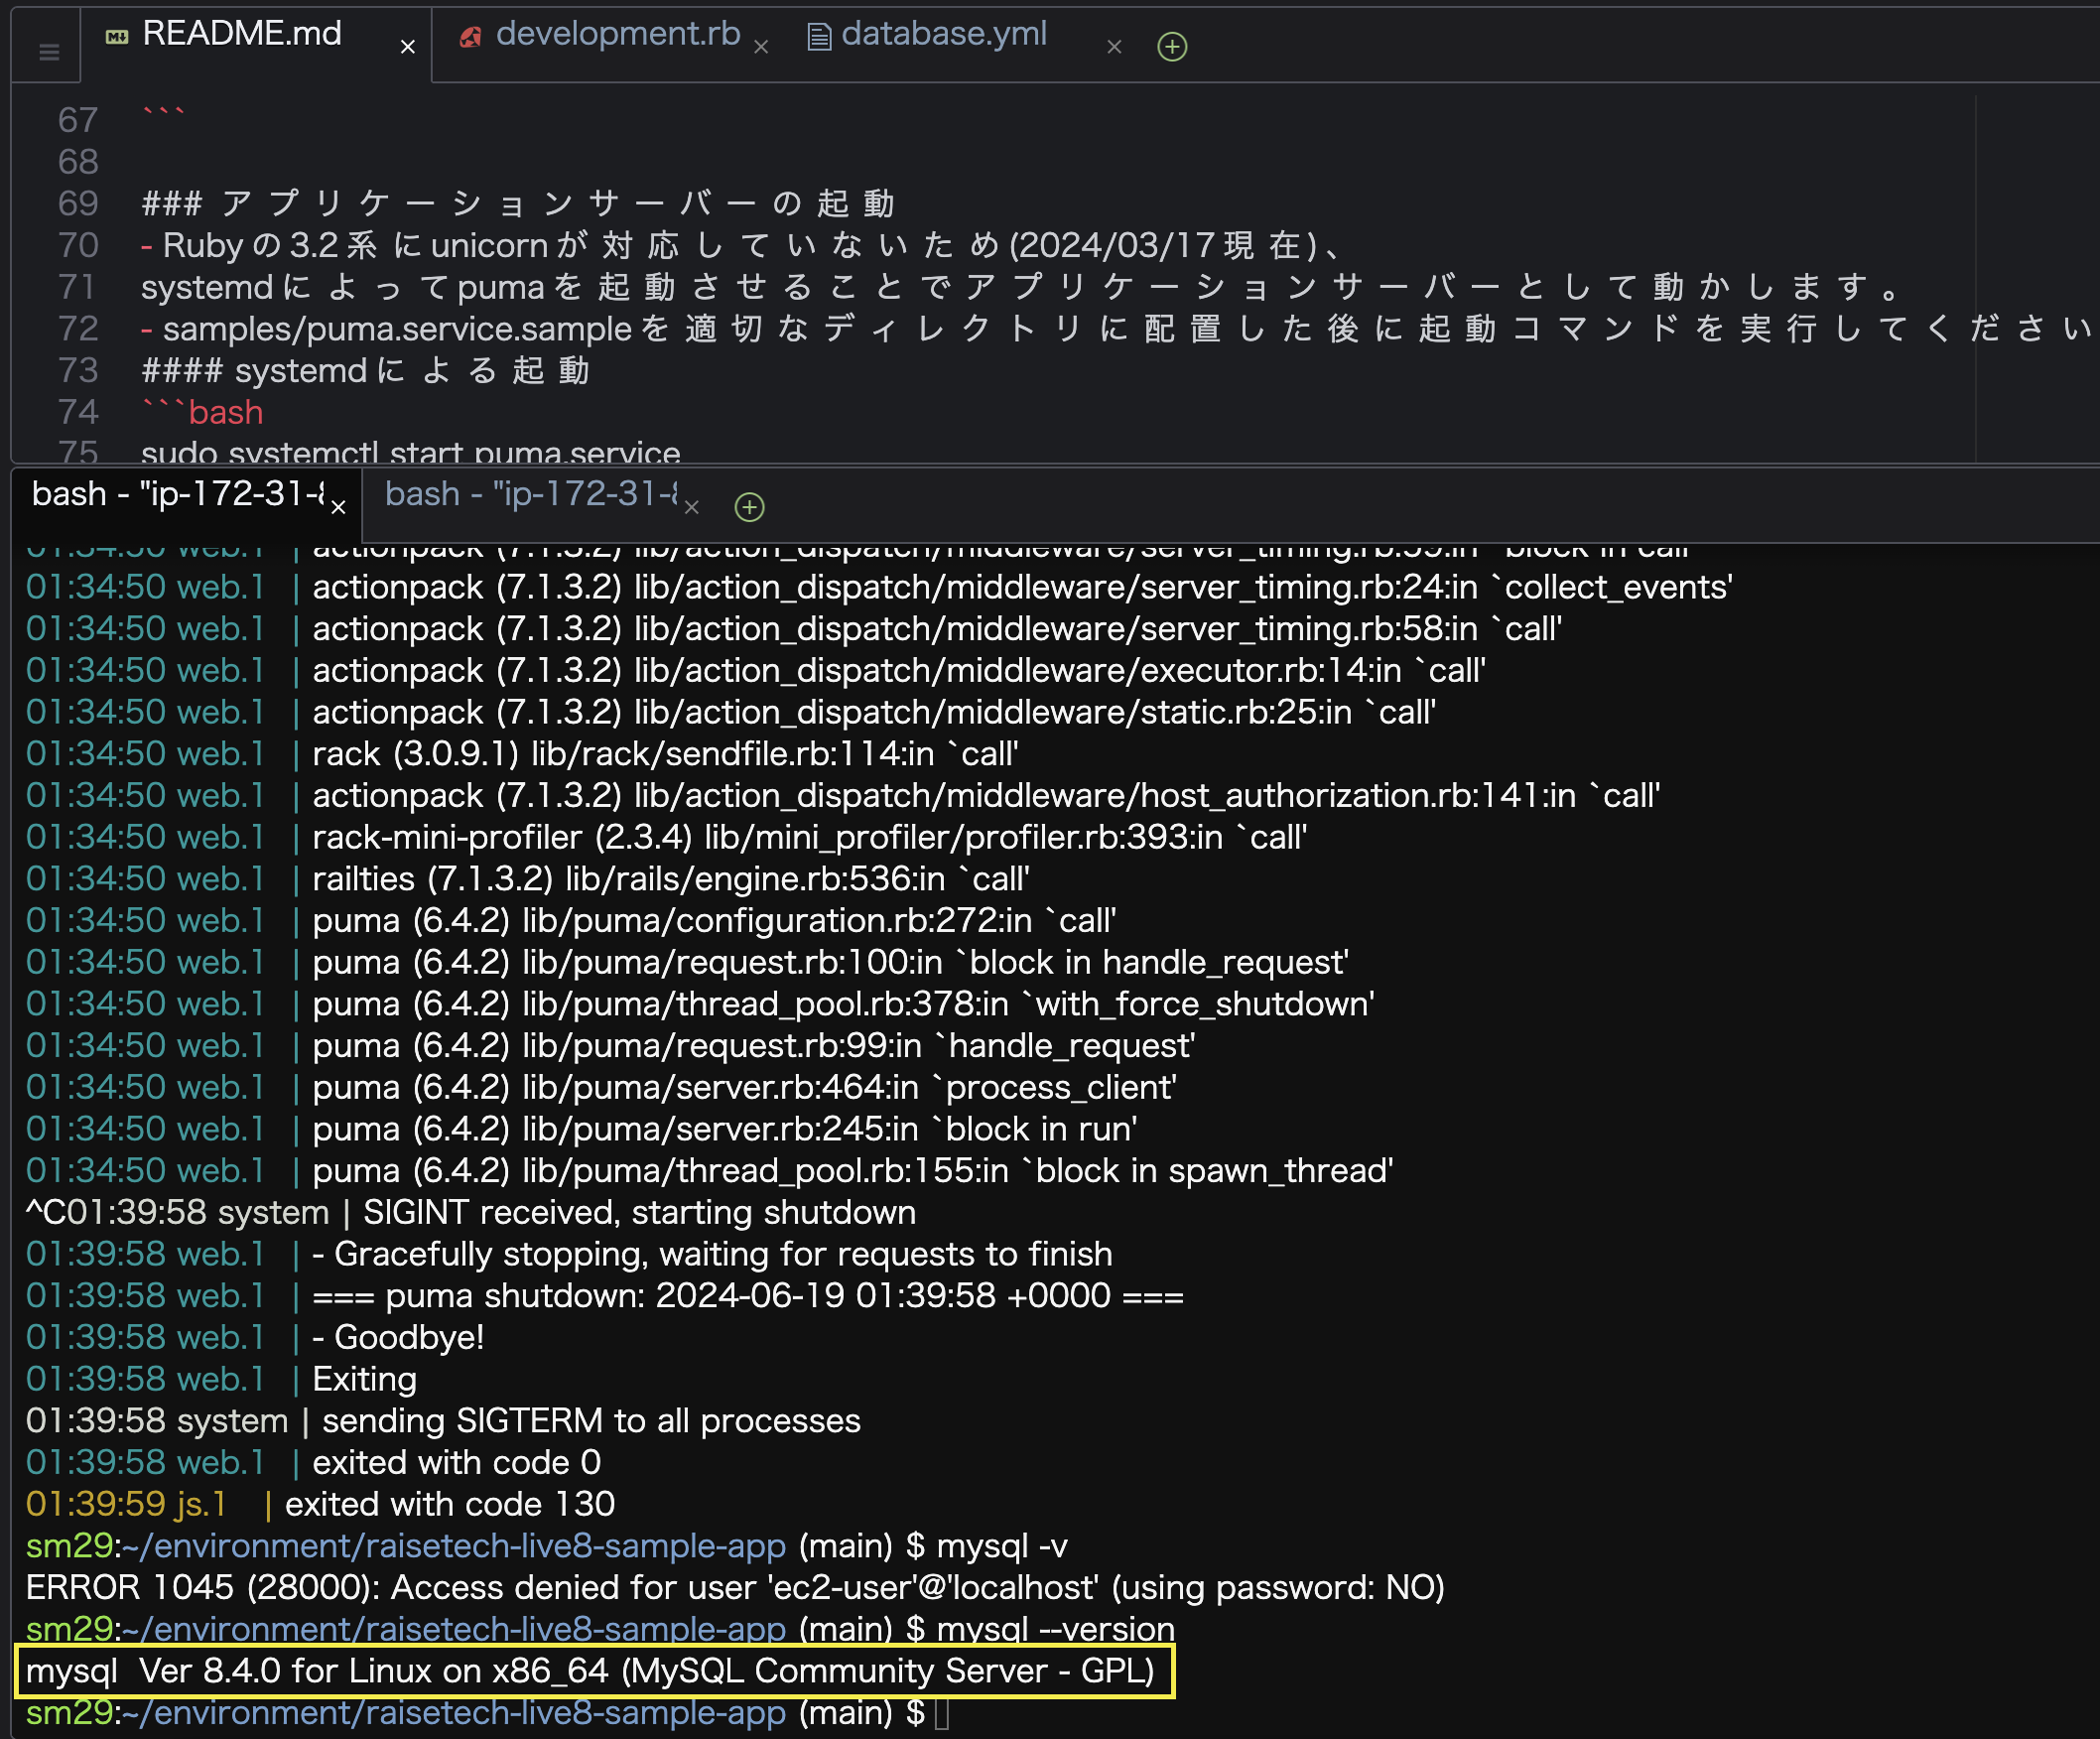 README.md
development.rb
database.yml
67 ```
68
69 ### アプリケーションサーバーの起動
70 - Rubyの3.2系にunicornが対応していないため(2024/03/17現在)、
71 systemdによってpumaを起動させることでアプリケーションサーバーとして動かします。
72 - samples/puma.service.sampleを適切なディレクトリに配置した後に起動コマンドを実行してください
73 #### systemdによる起動
74 ```bash
75 sudo systemctl start puma.service
bash - "ip-172-31-
bash - "ip-172-31-
01:34:50 web.1 | actionpack (7.1.3.2) lib/action_dispatch/middleware/server_timing.rb:59:in `block in call'
01:34:50 web.1 | actionpack (7.1.3.2) lib/action_dispatch/middleware/server_timing.rb:24:in `collect_events'
01:34:50 web.1 | actionpack (7.1.3.2) lib/action_dispatch/middleware/server_timing.rb:58:in `call'
01:34:50 web.1 | actionpack (7.1.3.2) lib/action_dispatch/middleware/executor.rb:14:in `call'
01:34:50 web.1 | actionpack (7.1.3.2) lib/action_dispatch/middleware/static.rb:25:in `call'
01:34:50 web.1 | rack (3.0.9.1) lib/rack/sendfile.rb:114:in `call'
01:34:50 web.1 | actionpack (7.1.3.2) lib/action_dispatch/middleware/host_authorization.rb:141:in `call'
01:34:50 web.1 | rack-mini-profiler (2.3.4) lib/mini_profiler/profiler.rb:393:in `call'
01:34:50 web.1 | railties (7.1.3.2) lib/rails/engine.rb:536:in `call'
01:34:50 web.1 | puma (6.4.2) lib/puma/configuration.rb:272:in `call'
01:34:50 web.1 | puma (6.4.2) lib/puma/request.rb:100:in `block in handle_request'
01:34:50 web.1 | puma (6.4.2) lib/puma/thread_pool.rb:378:in `with_force_shutdown'
01:34:50 web.1 | puma (6.4.2) lib/puma/request.rb:99:in `handle_request'
01:34:50 web.1 | puma (6.4.2) lib/puma/server.rb:464:in `process_client'
01:34:50 web.1 | puma (6.4.2) lib/puma/server.rb:245:in `block in run'
01:34:50 web.1 | puma (6.4.2) lib/puma/thread_pool.rb:155:in `block in spawn_thread'
^C01:39:58 system | SIGINT received, starting shutdown
01:39:58 web.1 | - Gracefully stopping, waiting for requests to finish
01:39:58 web.1 | === puma shutdown: 2024-06-19 01:39:58 +0000 ===
01:39:58 web.1 | - Goodbye!
01:39:58 web.1 | Exiting
01:39:58 system | sending SIGTERM to all processes
01:39:58 web.1 | exited with code 0
01:39:59 js.1 | exited with code 130
sm29:~/environment/raisetech-live8-sample-app (main) $ mysql -v
ERROR 1045 (28000): Access denied for user 'ec2-user'@'localhost' (using password: NO)
sm29:~/environment/raisetech-live8-sample-app (main) $ mysql --version
mysql Ver 8.4.0 for Linux on x86_64 (MySQL Community Server - GPL)
sm29:~/environment/raisetech-live8-sample-app (main) $